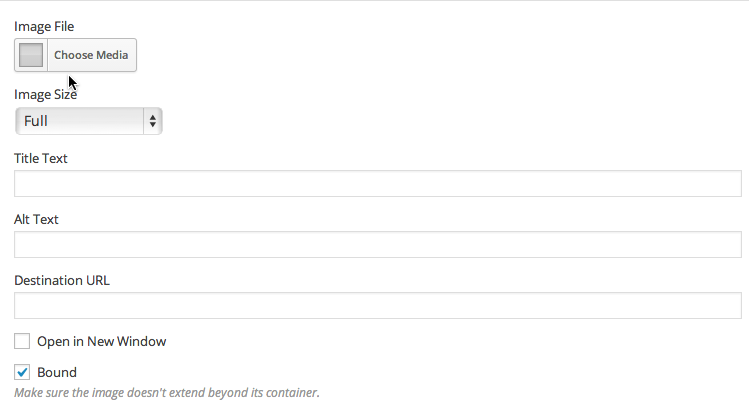 Image File
Choose Media
Image Size
Full
Title Text
Alt Text
Destination URL
Open in New Window
Bound
Make sure the image doesn't extend beyond its container.